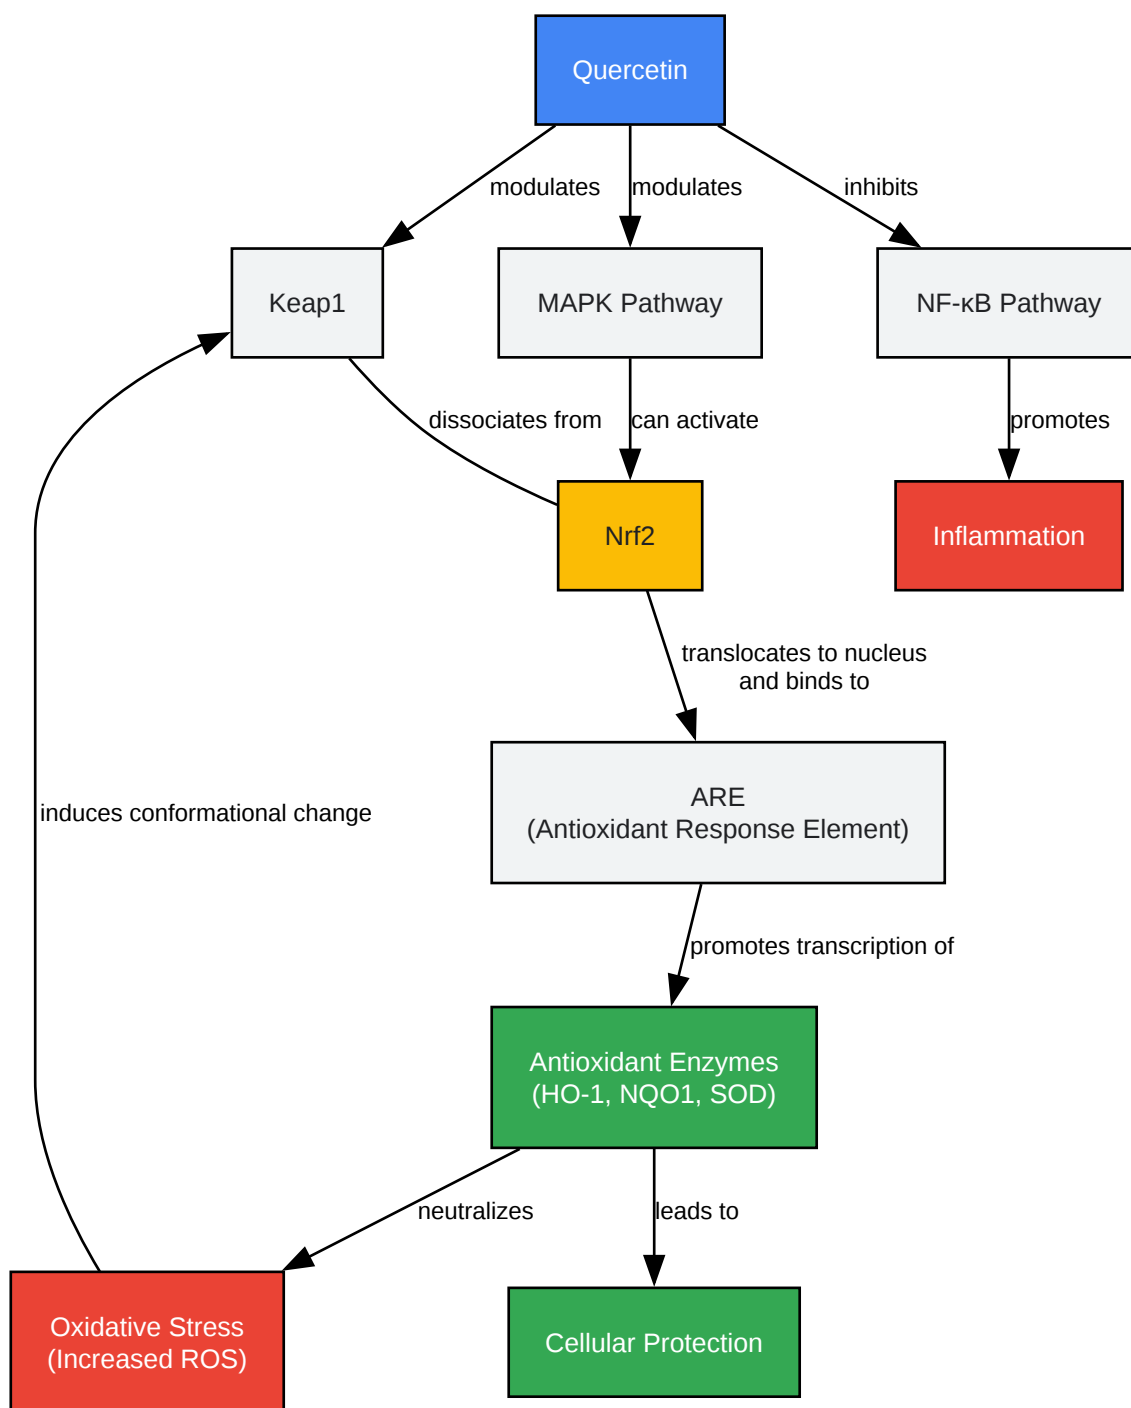 Quercetin
modulates
modulates
inhibits
Keap1
MAPK Pathway
NF-κB Pathway
dissociates from
can activate
promotes
Nrf2
Inflammation
translocates to nucleus
and binds to
ARE
(Antioxidant Response Element)
induces conformational change
promotes transcription of
Antioxidant Enzymes
(HO-1, NQO1, SOD)
neutralizes
leads to
Oxidative Stress
(Increased ROS)
Cellular Protection